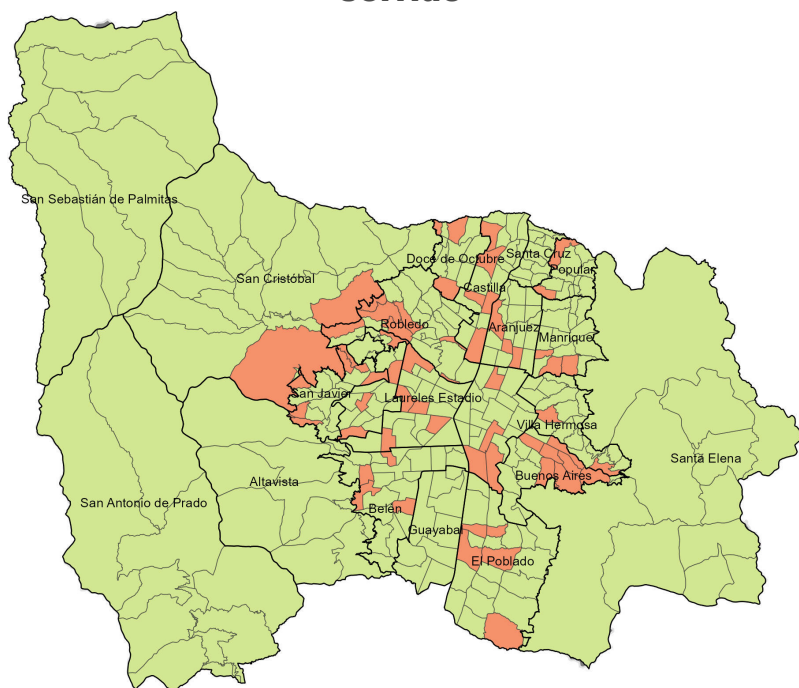 San Sebastián de Palmitas
San Cristóbal
Doce de Octubre
Santa Cruz
Popular
Castilla
Robledo
Aranjuez
Manrique
San Javier
Laureles Estadio
Villa Hermosa
Santa Elena
Buenos Aires
Altavista
San Antonio de Prado
Belén
Guayabal
El Poblado